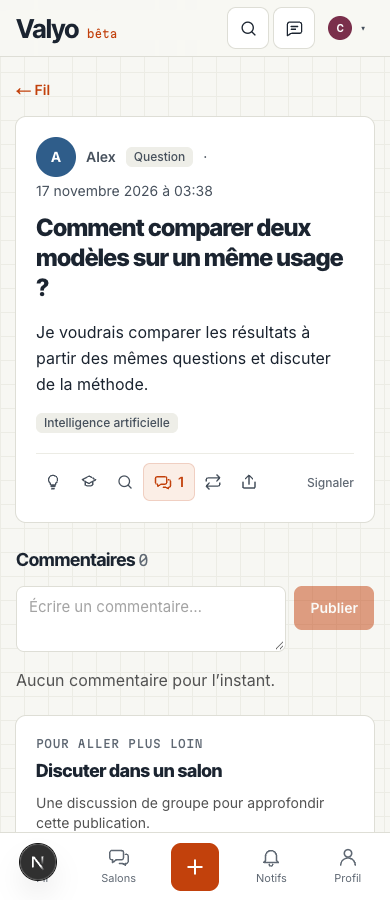 Valyo bêta
C
← Fil
A Alex Question ·
17 novembre 2026 à 03:38
Comment comparer deux
modèles sur un même usage
?
Je voudrais comparer les résultats à
partir des mêmes questions et discuter
de la méthode.
Intelligence artificielle
1 Signaler
Commentaires 0
Écrire un commentaire...
Publier
Aucun commentaire pour l’instant.
POUR ALLER PLUS LOIN
Discuter dans un salon
Une discussion de groupe pour approfondir
cette publication.
N
Salons
Notifs
Profil